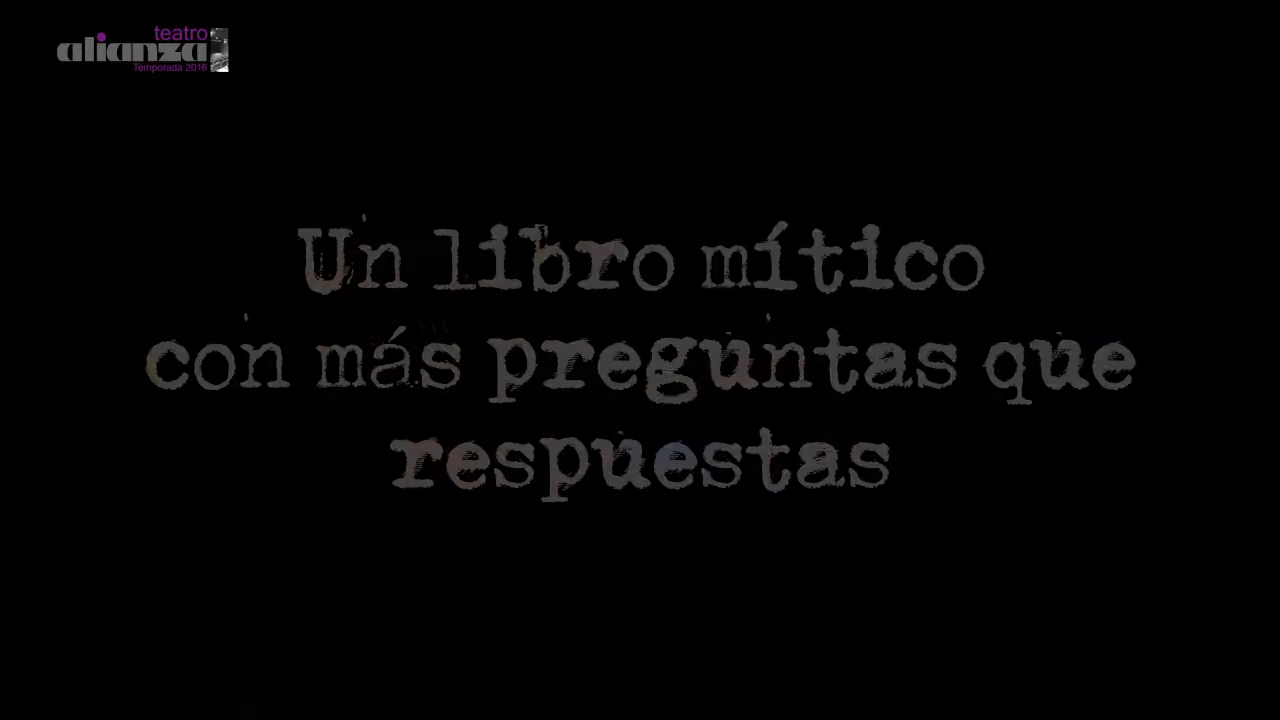 teatro
alianza
Temporada 2016
Un libro mítico
con más preguntas que
respuestas